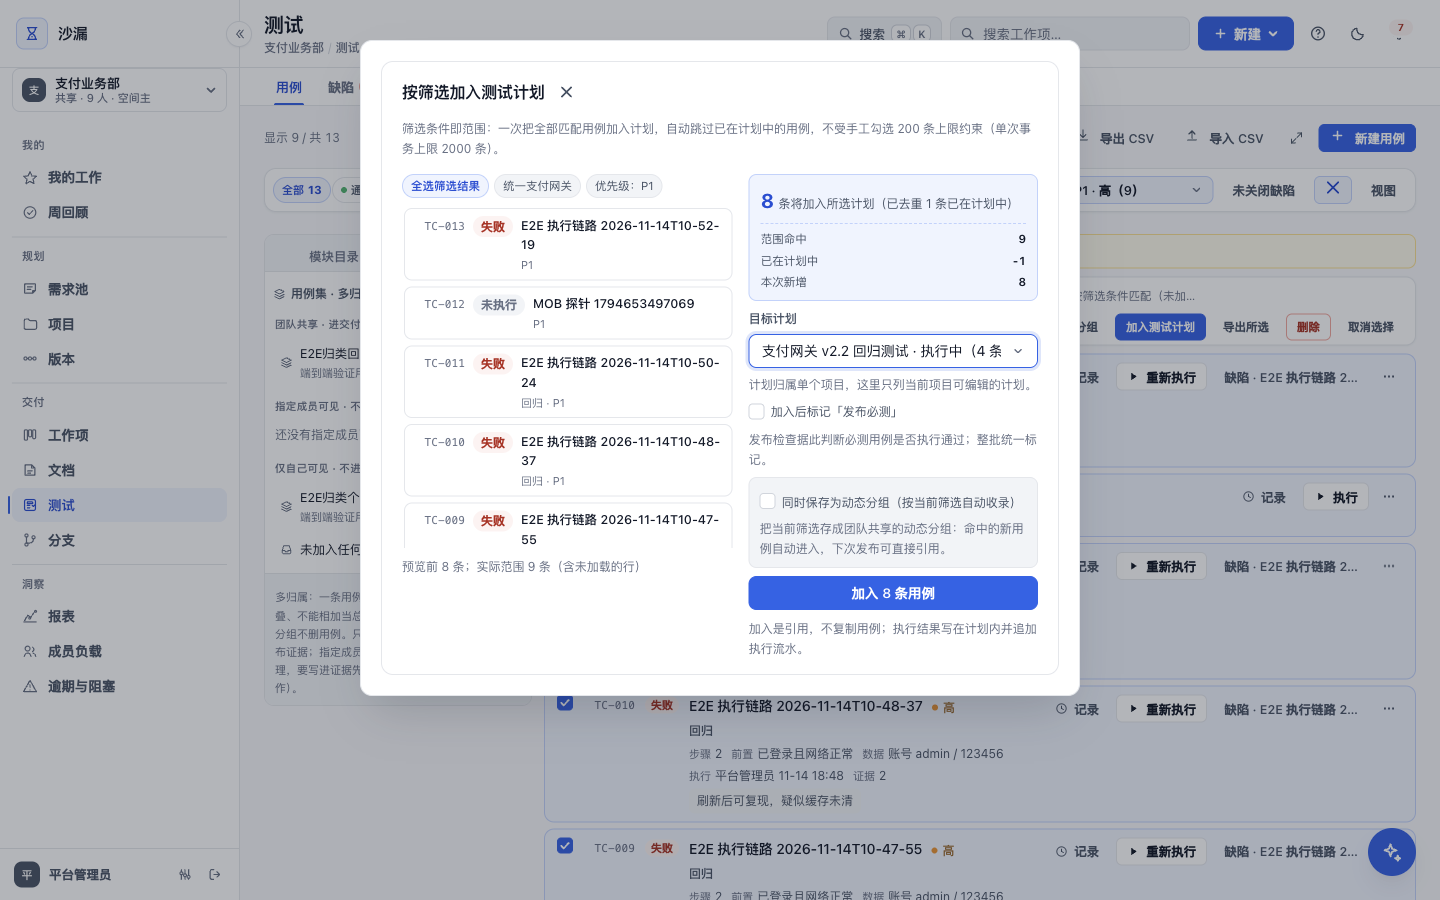 沙漏
测试
支付业务部 / 测试
搜索 ⌘ K
搜索工作项...
新建
7
支
支付业务部
共享 · 9 人 · 空间主
用例
缺陷
我的
我的工作
周回顾
规划
需求池
项目
版本
交付
工作项
文档
测试
分支
洞察
报表
成员负载
逾期与阻塞
平
平台管理员
显示 9 / 共 13
导出 CSV
导入 CSV
新建用例
全部 13
通
P1 · 高 (9)
未关闭缺陷
视图
模块目录
用例集 · 多归
团队共享 · 进交付
E2E归类回
端到端验证用
指定成员可见 · 不
还没有指定成员
仅自己可见 · 不进
E2E归类个
端到端验证用
未加入任何
多归属：一条用例
叠、不能相加当总
分组不删用例。只
布证据；指定成员
理，要写进证据先
作）。
按筛选加入测试计划
筛选条件即范围：一次把全部匹配用例加入计划，自动跳过已在计划中的用例，不受手工勾选 200 条上限约束（单次事
务上限 2000 条）。
全选筛选结果
统一支付网关
优先级：P1
TC-013 失败 E2E 执行链路 2026-11-14T10-52-
19
P1
TC-012 未执行 MOB 探针 1794653497069
P1
TC-011 失败 E2E 执行链路 2026-11-14T10-50-
24
回归 · P1
TC-010 失败 E2E 执行链路 2026-11-14T10-48-
37
回归 · P1
TC-009 失败 E2E 执行链路 2026-11-14T10-47-
55
预览前 8 条；实际范围 9 条（含未加载的行）
8 条将加入所选计划（已去重 1 条已在计划中）
范围命中 9
已在计划中 -1
本次新增 8
目标计划
支付网关 v2.2 回归测试 · 执行中（4 条
计划归属单个项目，这里只列当前项目可编辑的计划。
加入后标记「发布必测」
发布检查据此判断必测用例是否执行通过；整批统一标
记。
同时保存为动态分组（按当前筛选自动收录）
把当前筛选存成团队共享的动态分组：命中的新用
例自动进入，下次发布可直接引用。
加入 8 条用例
加入是引用，不复制用例；执行结果写在计划内并追加
执行流水。
按筛选条件匹配（未加...
分组
加入测试计划
导出所选
删除
取消选择
记录
重新执行
缺陷 · E2E 执行链路 2...
记录
执行
记录
重新执行
缺陷 · E2E 执行链路 2...
TC-010 失败 E2E 执行链路 2026-11-14T10-48-37 高
记录
重新执行
缺陷 · E2E 执行链路 2...
回归
步骤 2 前置 已登录且网络正常 数据 账号 admin / 123456
执行 平台管理员 11-14 18:48 证据 2
刷新后可复现，疑似缓存未清
TC-009 失败 E2E 执行链路 2026-11-14T10-47-55 高
记录
重新执行
缺陷 · E2E 执行链路 2...
回归
步骤 2 前置 已登录且网络正常 数据 账号 admin / 123456